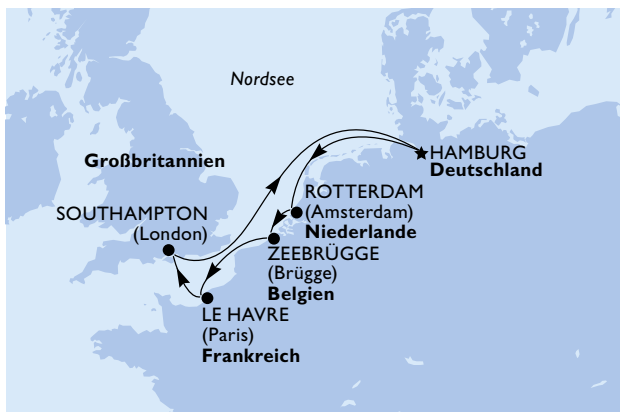 Nordsee
Großbritannien
HAMBURG
Deutschland
ROTTERDAM
(Amsterdam)
Niederlande
SOUTHAMPTON
(London)
ZEEBRÜGGE
(Brügge)
Belgien
LE HAVRE
(Paris)
Frankreich